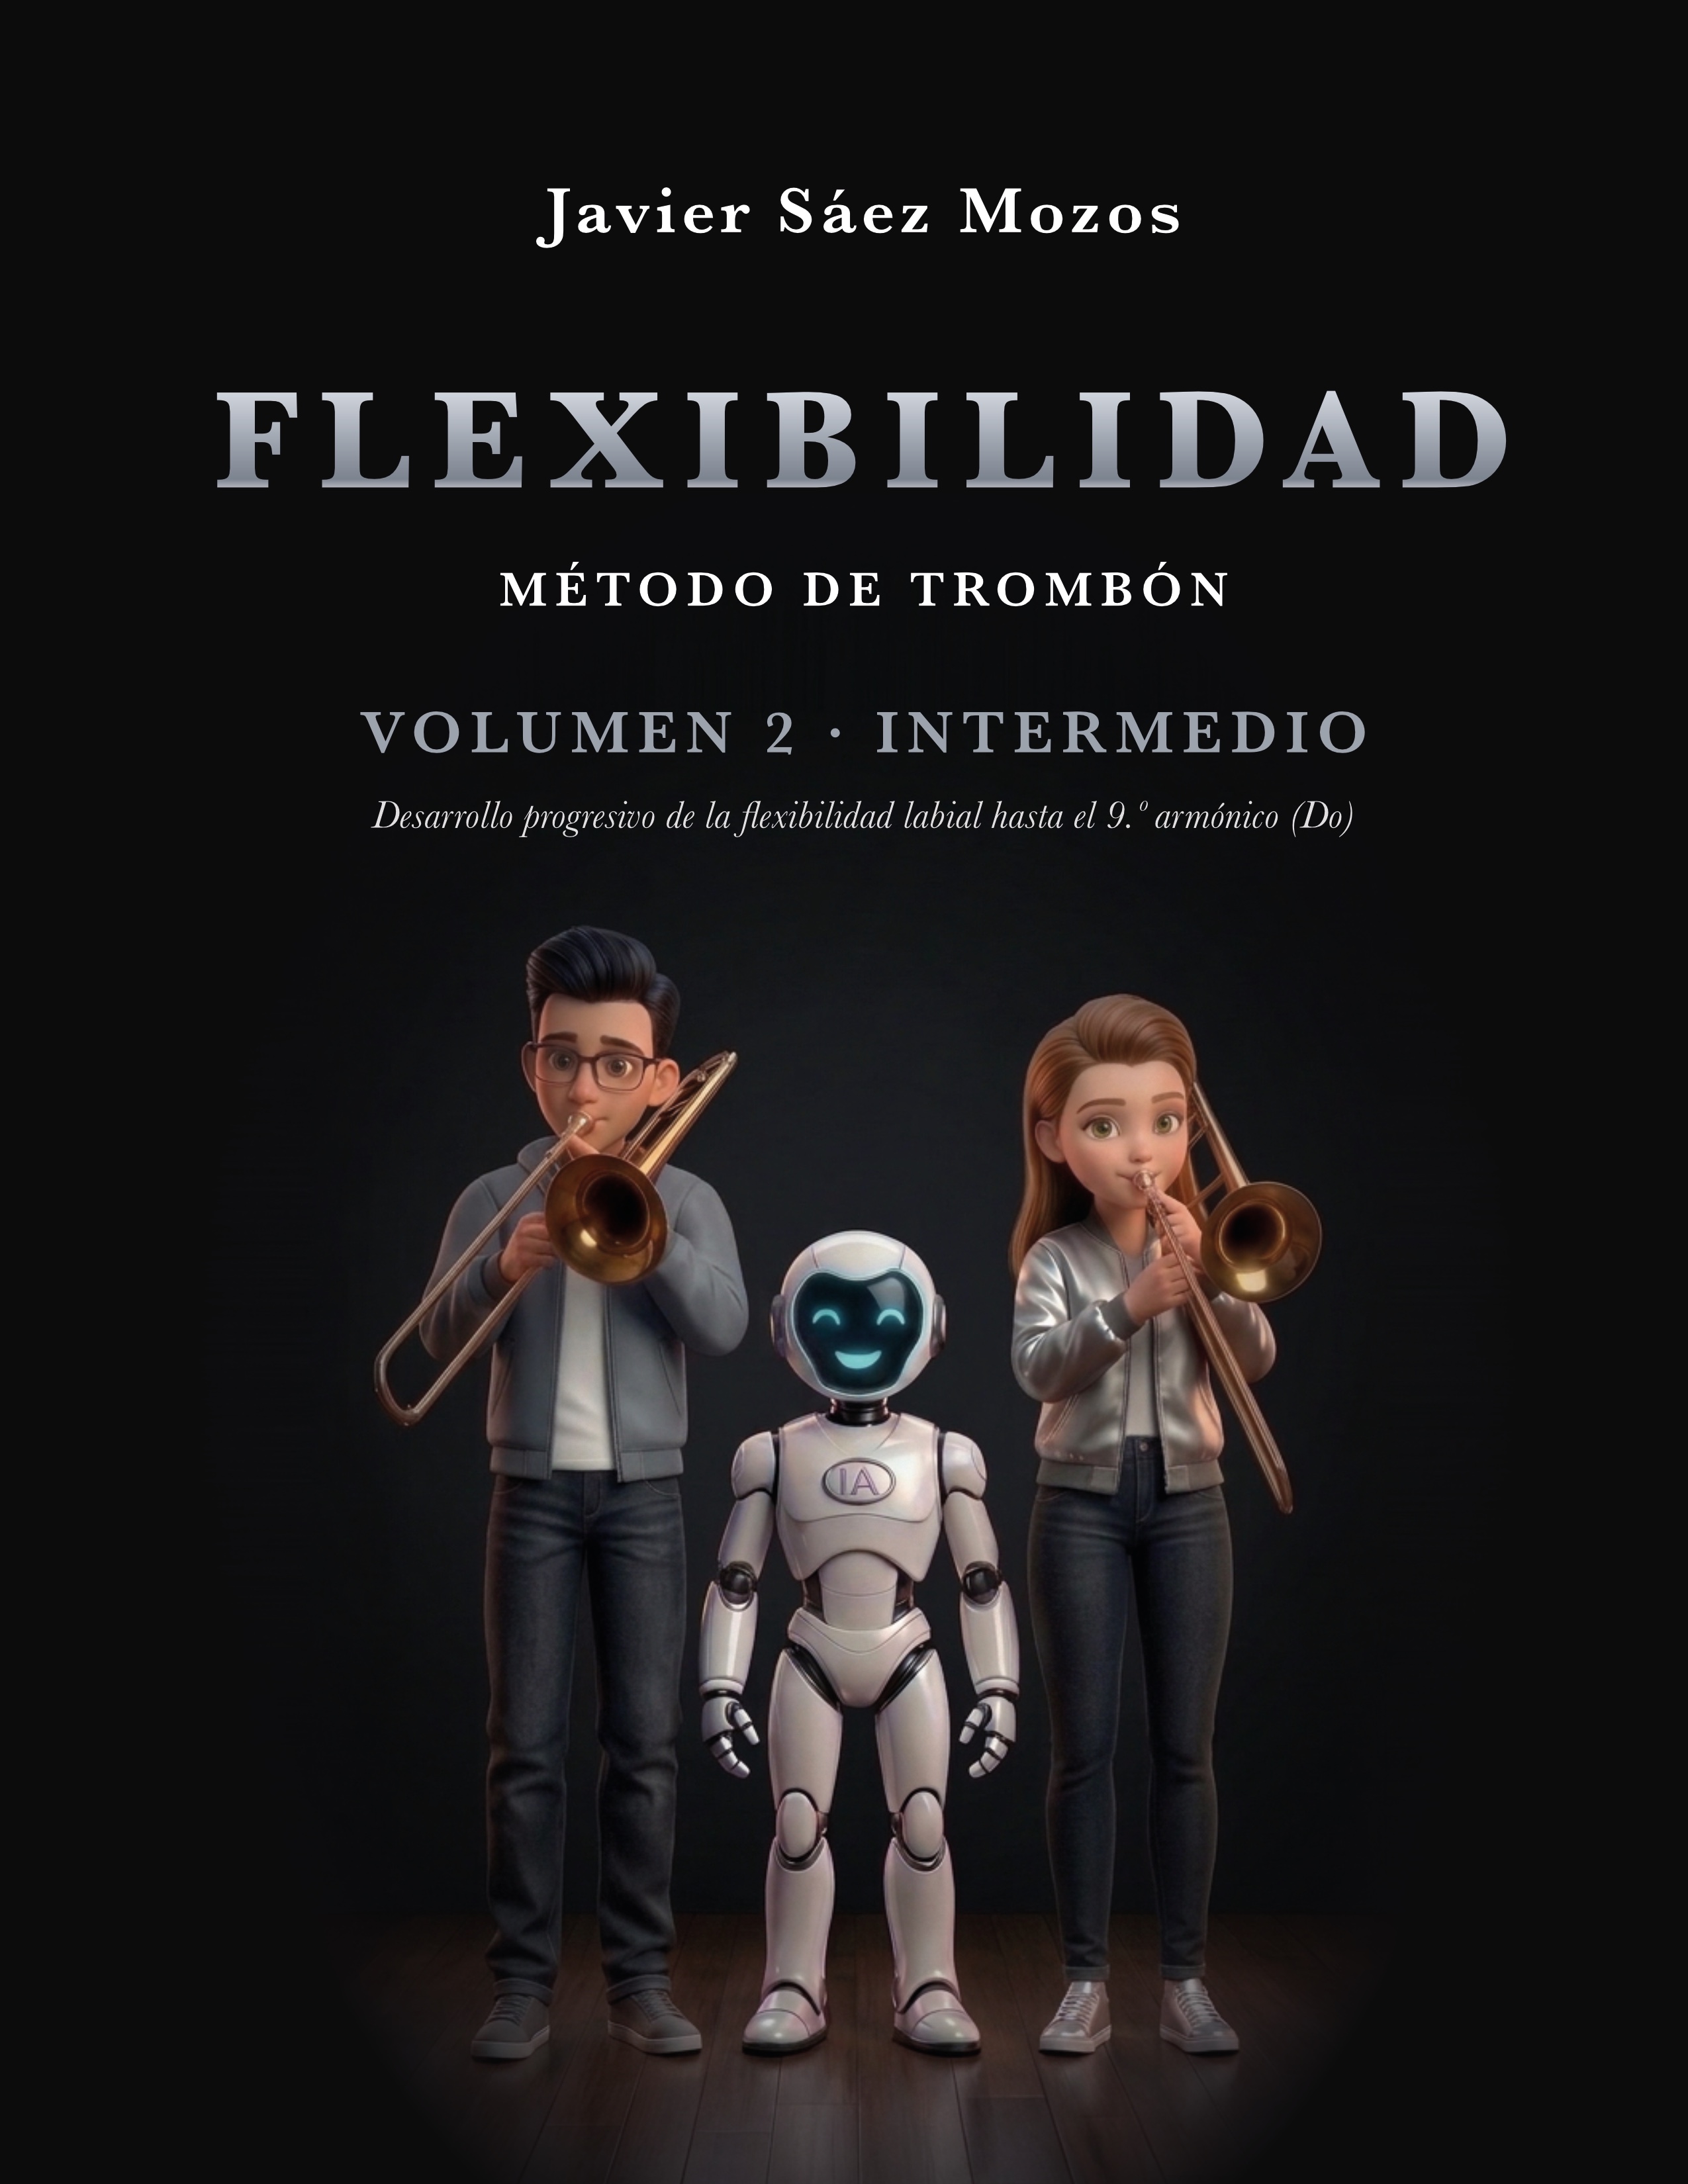 Javier Sáez Mozos
FLEXIBILIDAD
MÉTODO DE TROMBÓN
VOLUMEN 2 · INTERMEDIO
Desarrollo progresivo de la flexibilidad labial hasta el 9.º armónico (Do)
IA